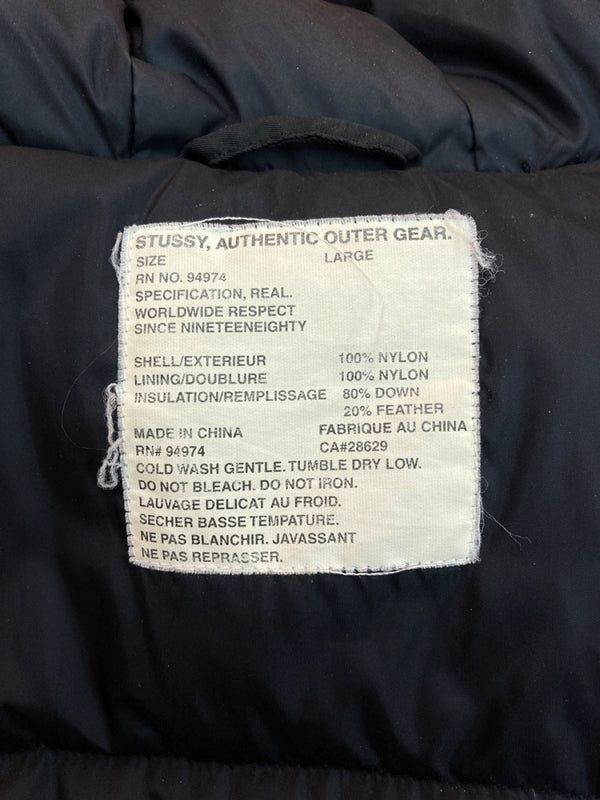 STUSSY, AUTHENTIC OUTER GEAR.
SIZE LARGE
RN NO. 94974
SPECIFICATION, REAL.
WORLDWIDE RESPECT
SINCE NINETEENEIGHTY
SHELL/EXTERIEUR 100% NYLON
LINING/DOUBLURE 100% NYLON
INSULATION/REMPLISSAGE 80% DOWN
20% FEATHER
MADE IN CHINA FABRIQUE AU CHINA
RN# 94974 CA#28629
COLD WASH GENTLE. TUMBLE DRY LOW.
DO NOT BLEACH. DO NOT IRON.
LAUVAGE DELICAT AU FROID.
SECHER BASSE TEMPATURE.
NE PAS BLANCHIR. JAVASSANT
NE PAS REPRASSER.